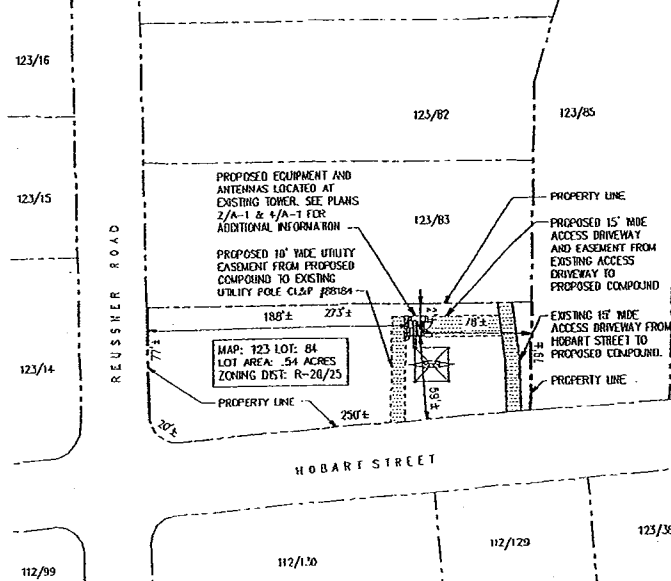 123/16
123/82
123/85
123/15
PROPOSED EQUIPMENT AND
ANTENNAS LOCATED AT
EXISTING TOWER. SEE PLANS
2/A-1 & 4/A-1 FOR
ADDITIONAL INFORMATION
123/83
PROPERTY LINE
PROPOSED 15' WIDE
ACCESS DRIVEWAY
AND EASEMENT FROM
EXISTING ACCESS
DRIVEWAY TO
PROPOSED COMPOUND
REUSSNER ROAD
PROPOSED 10' WIDE UTILITY
EASEMENT FROM PROPOSED
COMPOUND TO EXISTING
UTILITY POLE CL&P #88184
188'±
273'±
78'±
EXISTING 15' WIDE
ACCESS DRIVEWAY FROM
HOBART STREET TO
PROPOSED COMPOUND.
123/14
77'±
MAP: 123 LOT: 84
LOT AREA: .54 ACRES
ZONING DIST: R-20/25
PROPERTY LINE
PROPERTY LINE
20'±
250'±
HOBART STREET
112/99
112/130
112/129